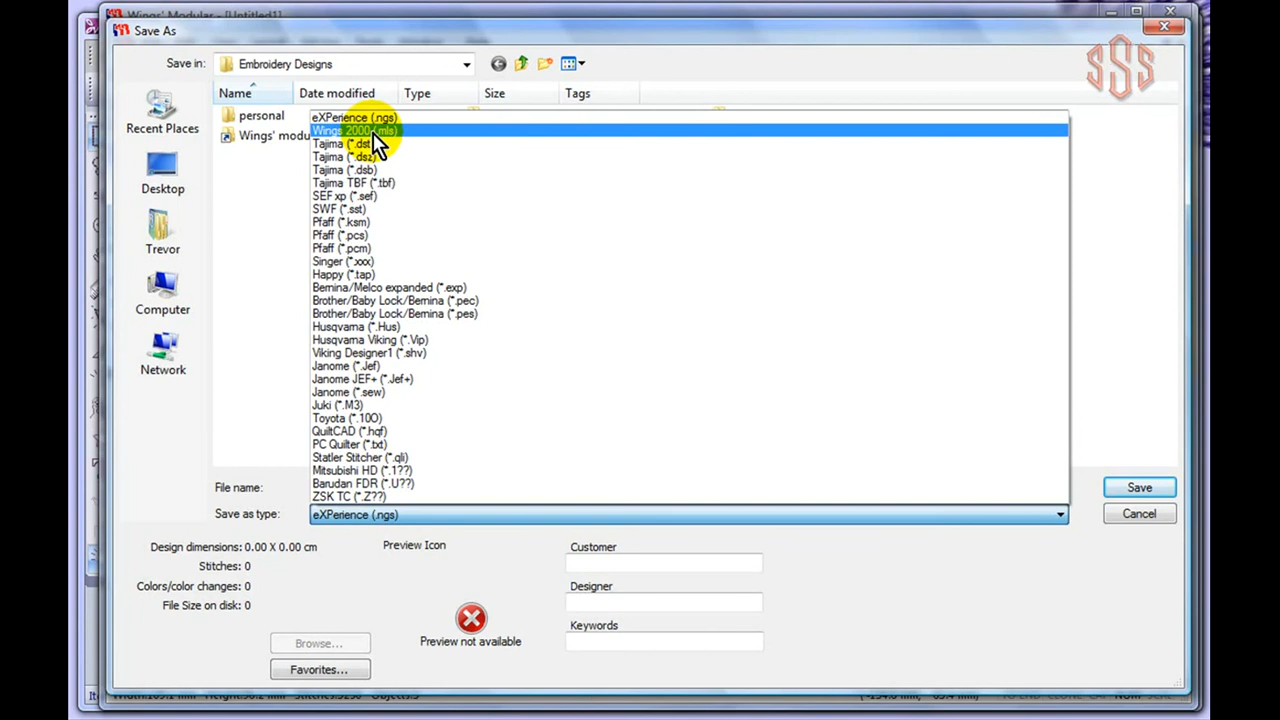 Wings' Modular - [Untitled1]
Save As
SSS
Save in: Embroidery Designs
Name Date modified Type Size Tags
Recent Places
Desktop
Trevor
Computer
Network
personal
Wings' modu
eXPerience (.ngs)
Wings 2000 (.mls)
Tajima (*.dst)
Tajima (*.dsz)
Tajima (*.dsb)
Tajima TBF (*.tbf)
SEF xp (*.sef)
SWF (*.sst)
Pfaff (*.ksm)
Pfaff (*.pcs)
Pfaff (*.pcm)
Singer (*.xxx)
Happy (*.tap)
Bernina/Melco expanded (*.exp)
Brother/Baby Lock/Bernina (*.pec)
Brother/Baby Lock/Bernina (*.pes)
Husqvarna (*.Hus)
Husqvarna Viking (*.Vip)
Viking Designer1 (*.shv)
Janome (*.Jef)
Janome JEF+ (*.Jef+)
Janome (*.sew)
Juki (*.M3)
Toyota (*.10O)
QuiltCAD (*.hqf)
PC Quilter (*.txt)
Statler Stitcher (*.qli)
Mitsubishi HD (*.1??)
Barudan FDR (*.U??)
ZSK TC (*.Z??)
File name: Save
Save as type: eXPerience (.ngs) Cancel
Design dimensions: 0.00 X 0.00 cm
Stitches: 0
Colors/color changes: 0
File Size on disk: 0
Browse...
Favorites...
Preview Icon
Preview not available
Customer
Designer
Keywords